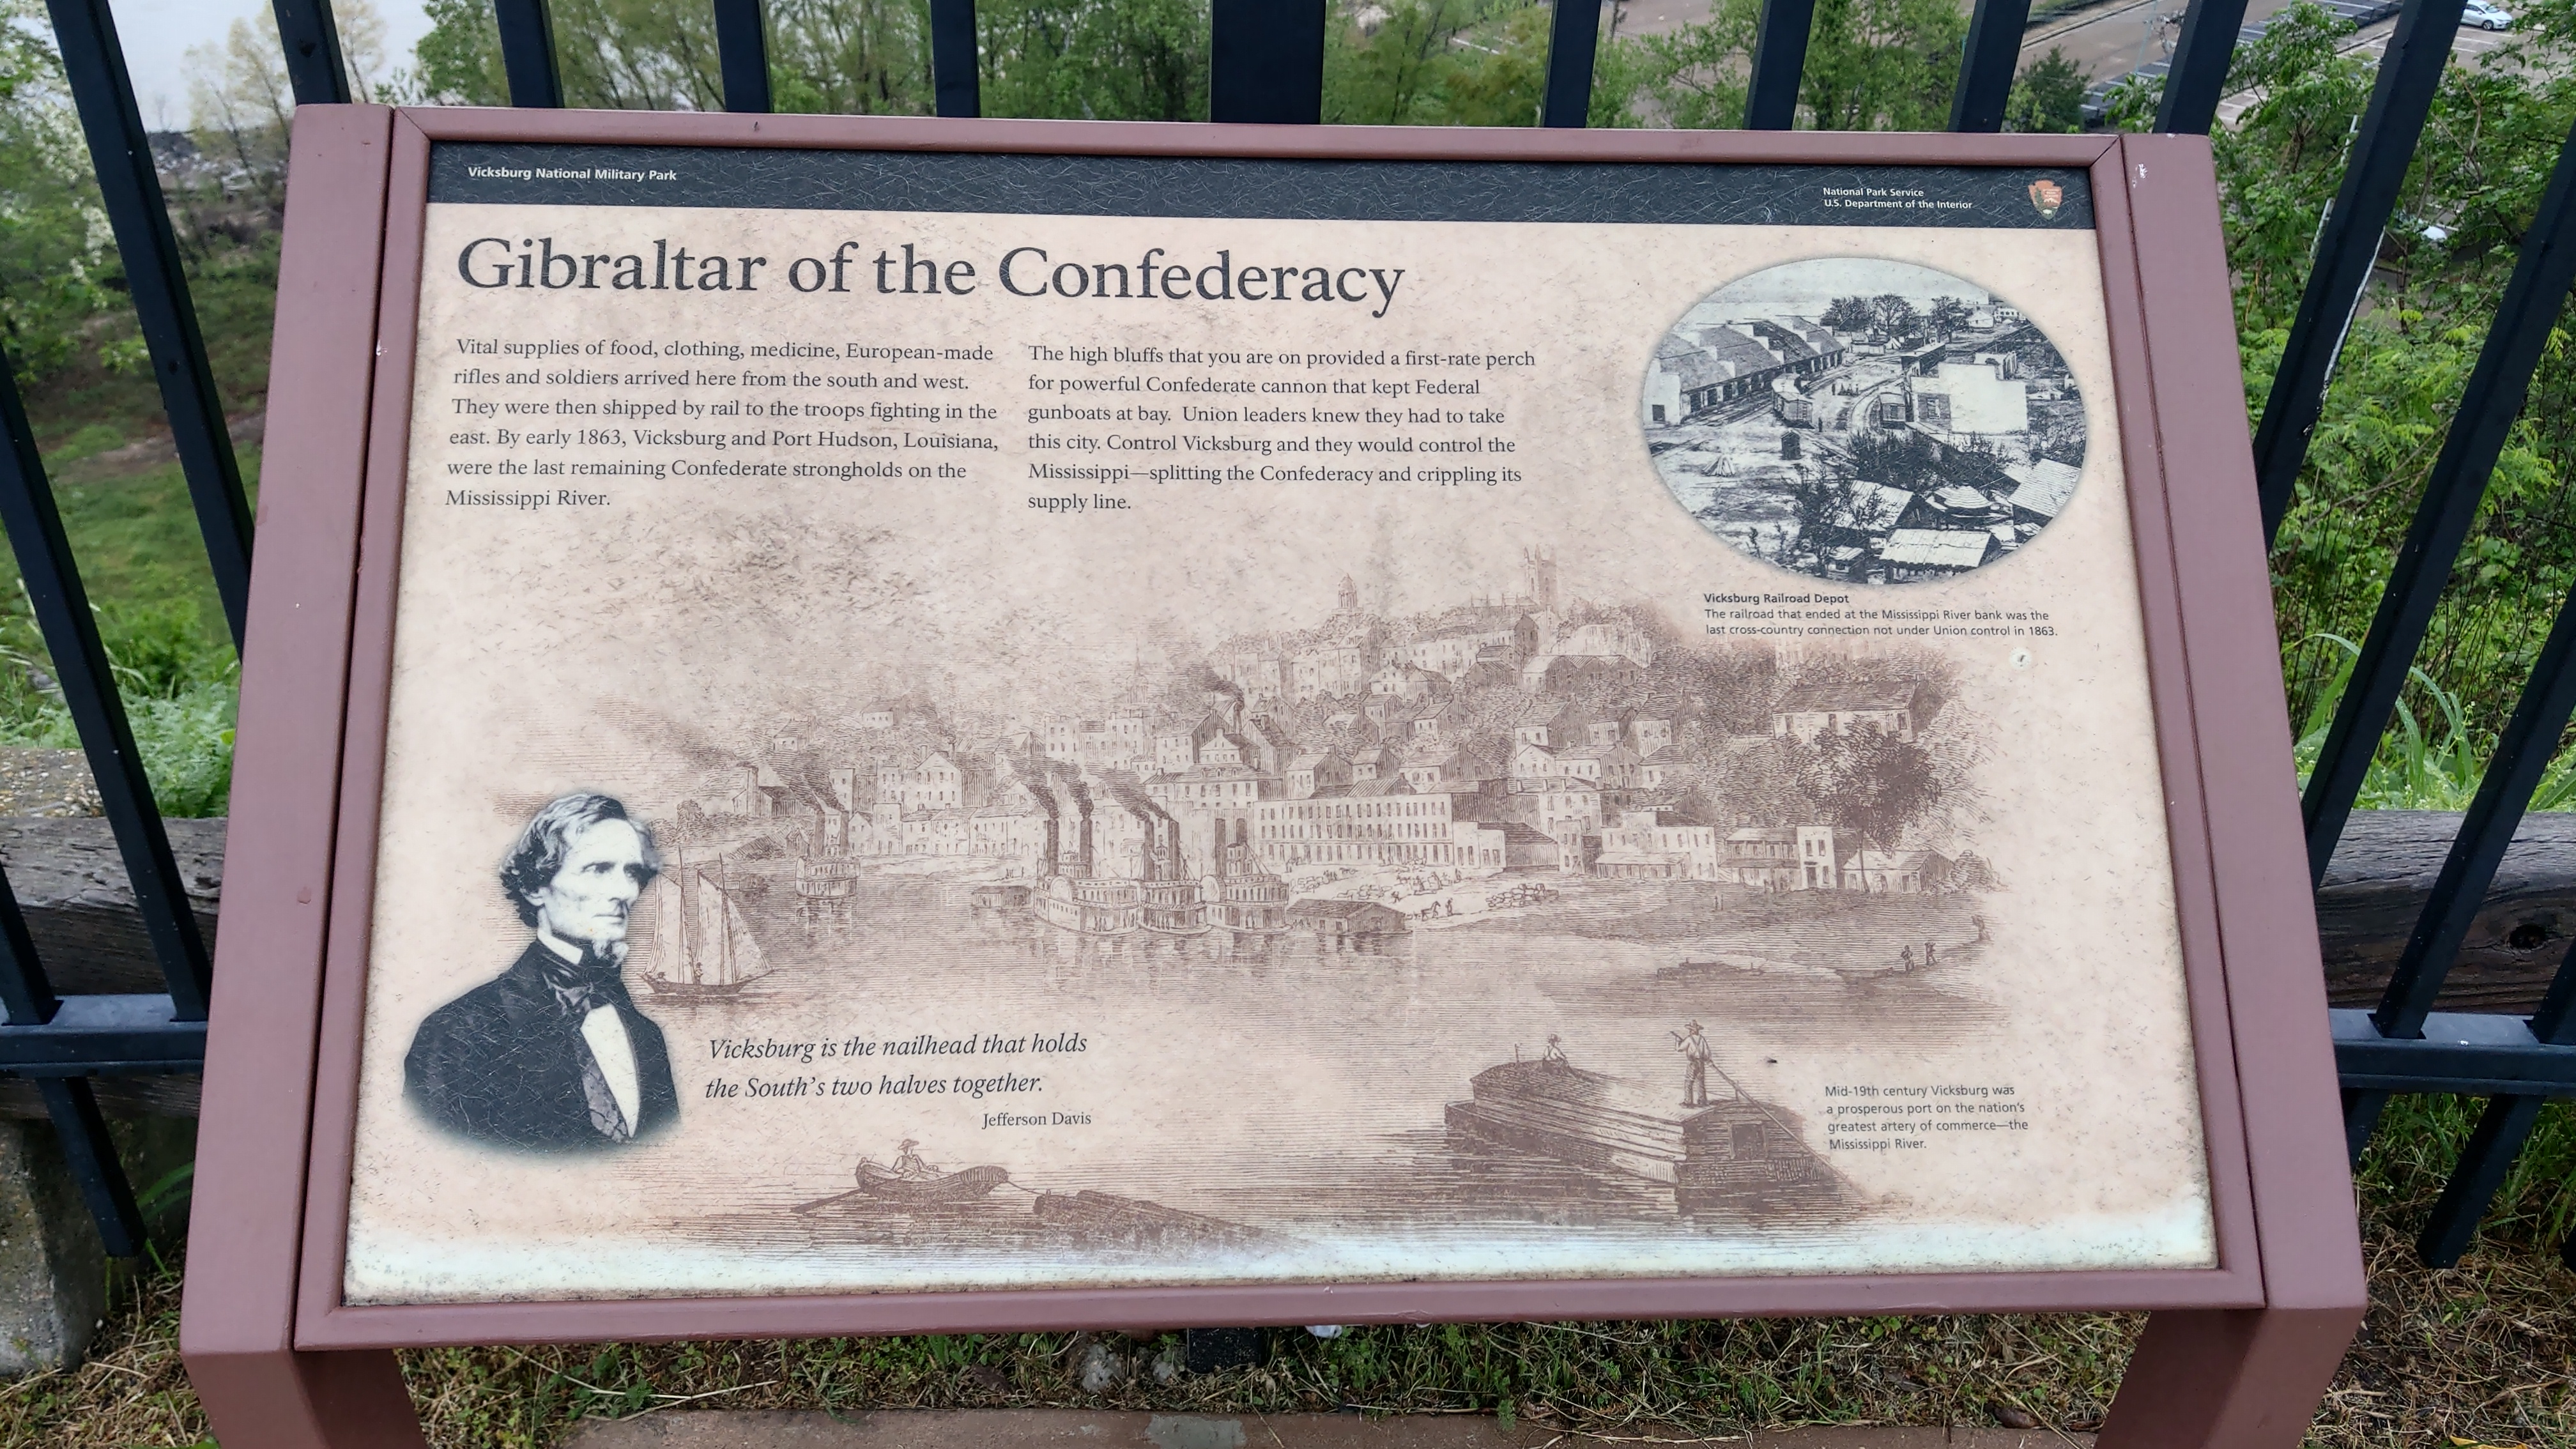 Vicksburg National Military Park
National Park Service
U.S. Department of the Interior
Gibraltar of the Confederacy
Vital supplies of food, clothing, medicine, European-made
rifles and soldiers arrived here from the south and west.
They were then shipped by rail to the troops fighting in the
east. By early 1863, Vicksburg and Port Hudson, Louisiana,
were the last remaining Confederate strongholds on the
Mississippi River.
The high bluffs that you are on provided a first-rate perch
for powerful Confederate cannon that kept Federal
gunboats at bay.  Union leaders knew they had to take
this city. Control Vicksburg and they would control the
Mississippi—splitting the Confederacy and crippling its
supply line.
Vicksburg Railroad Depot
The railroad that ended at the Mississippi River bank was the
last cross-country connection not under Union control in 1863.
Vicksburg is the nailhead that holds
the South's two halves together.
Jefferson Davis
Mid-19th century Vicksburg was
a prosperous port on the nation's
greatest artery of commerce—the
Mississippi River.